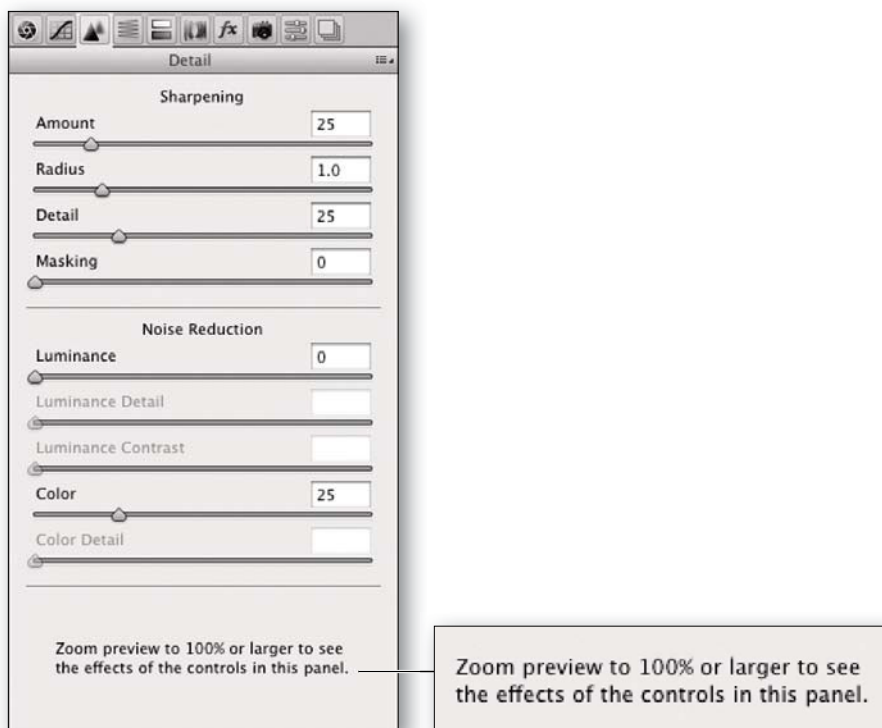 fx
Detail
Sharpening
Amount 25
Radius 1.0
Detail 25
Masking 0
Noise Reduction
Luminance 0
Luminance Detail
Luminance Contrast
Color 25
Color Detail
Zoom preview to 100% or larger to see
the effects of the controls in this panel.
Zoom preview to 100% or larger to see
the effects of the controls in this panel.